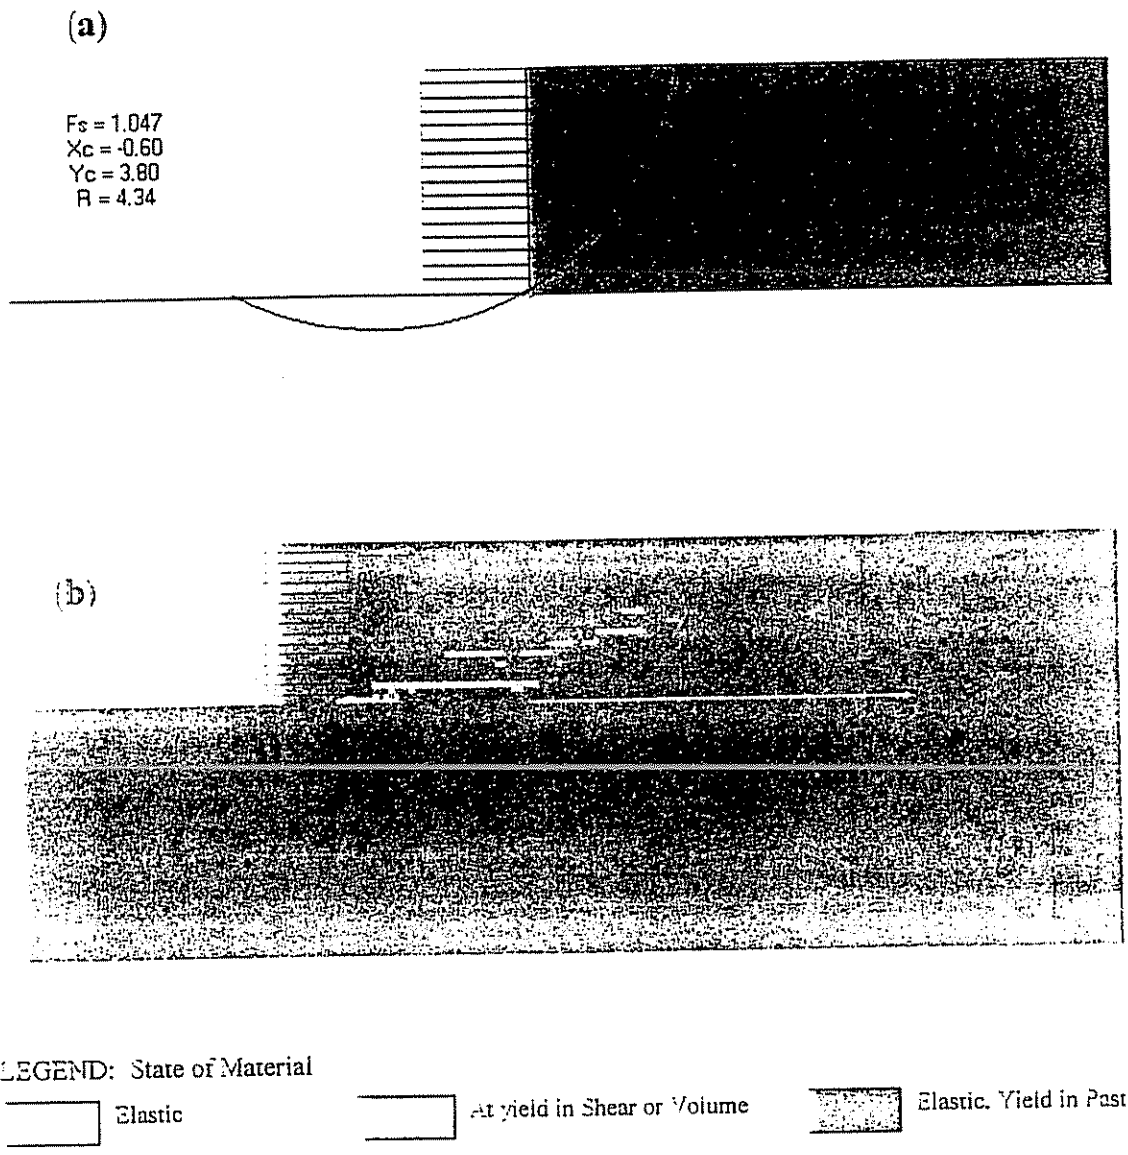 (a)
Fs = 1.047
Xc = -0.60
Yc = 3.80
R = 4.34
(b)
LEGEND: State of Material
Elastic
At yield in Shear or Volume
Elastic. Yield in Past